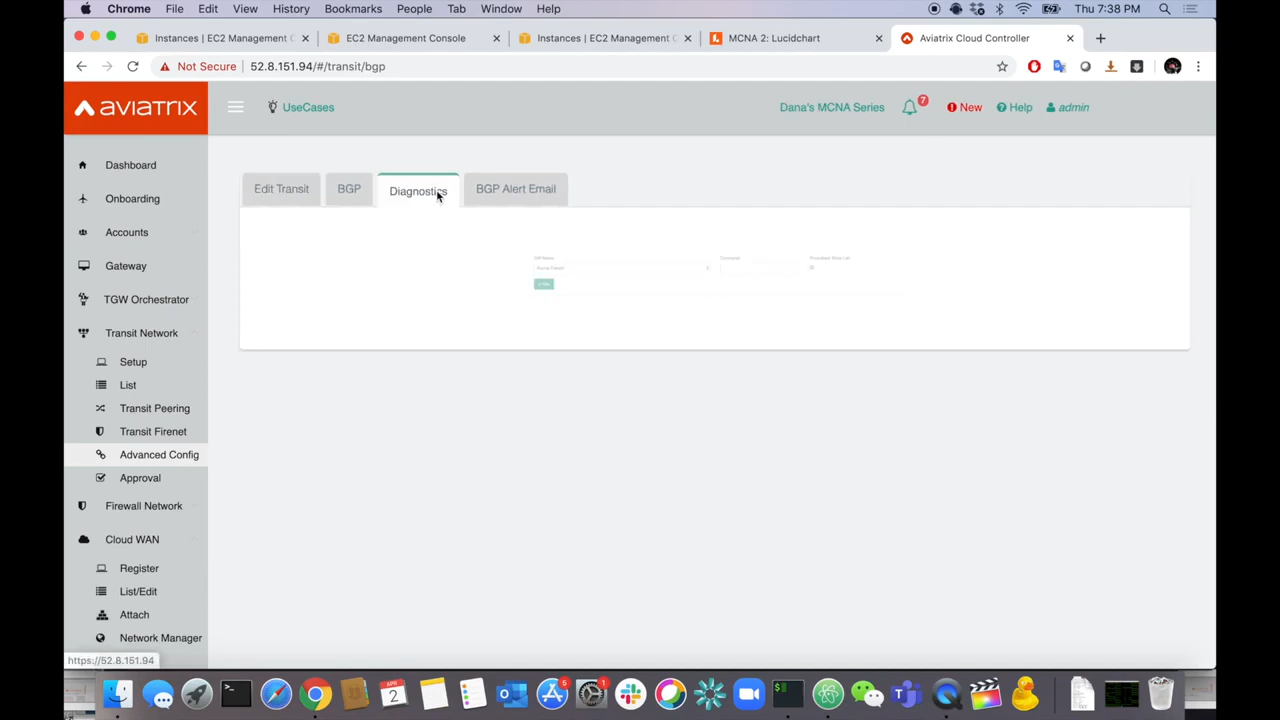 Chrome File Edit View History Bookmarks People Tab Window Help Thu 7:38 PM
Instances | EC2 Management C EC2 Management Console Instances | EC2 Management C MCNA 2: Lucidchart Aviatrix Cloud Controller
Not Secure 52.8.151.94/#/transit/bgp
aviatrix UseCases Dana's MCNA Series 7 New Help admin
Dashboard
Edit Transit BGP Diagnostics BGP Alert Email
Onboarding
Accounts
Gateway
TGW Orchestrator
Transit Network
Setup
List
Transit Peering
Transit Firenet
Advanced Config
Approval
Firewall Network
Cloud WAN
Register
List/Edit
Attach
Network Manager
https://52.8.151.94
APR
2
5
1